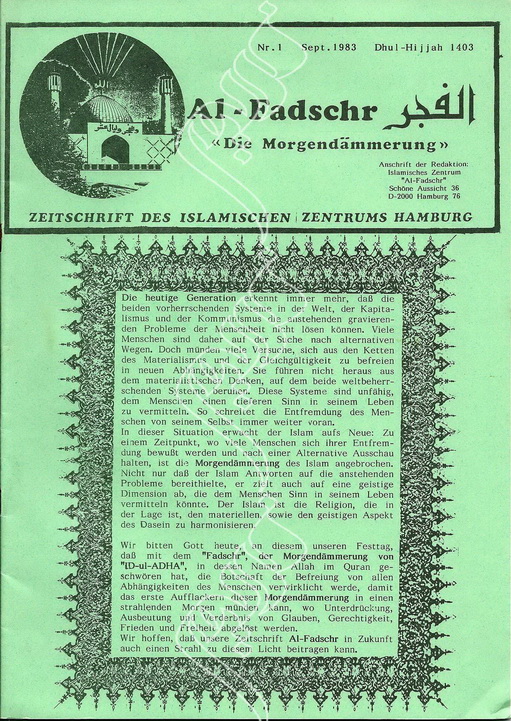 Nr. 1 Sept. 1983 Dhul-Hijjah 1403
Al-Fadschr الفجر
«Die Morgendämmerung»
Anschrift der Redaktion:
Islamisches Zentrum
"Al-Fadschr"
Schöne Aussicht 36
D-2000 Hamburg 76
ZEITSCHRIFT DES ISLAMISCHEN ZENTRUMS HAMBURG
Die heutige Generation erkennt immer mehr, daß die
beiden vorherrschenden Systeme in der Welt, der Kapita-
lismus und der Kommunismus die anstehenden gravieren-
den Probleme der Menschheit nicht lösen können. Viele
Menschen sind daher auf der Suche nach alternativen
Wegen. Doch münden viele Versuche, sich aus den Ketten
des Materialismus und der Gleichgültigkeit zu befreien
in neuen Abhängigkeiten. Sie führen nicht heraus aus
dem materialistischen Denken, auf dem beide weltbeherr-
schenden Systeme beruhen. Diese Systeme sind unfähig,
dem Menschen einen tieferen Sinn in seinem Leben
zu vermitteln. So schreitet die Entfremdung des Men-
schen von seinem Selbst immer weiter voran.
In dieser Situation erwacht der Islam aufs Neue: Zu
einem Zeitpunkt, wo viele Menschen sich ihrer Entfrem-
dung bewußt werden und nach einer Alternative Ausschau
halten, ist die Morgendämmerung des Islam angebrochen.
Nicht nur daß der Islam Antworten auf die anstehenden
Probleme bereithielte, er zielt auch auf eine geistige
Dimension ab, die dem Menschen Sinn in seinem Leben
vermitteln könnte. Der Islam ist die Religion, die in
der Lage ist, den materiellen, sowie den geistigen Aspekt
des Dasein zu harmonisieren.
Wir bitten Gott heute, an diesem unseren Festtag,
daß mit dem "Fadschr", der Morgendämmerung von
"ID-ul-ADHA", in dessen Namen Allah im Quran ge-
schwören hat, die Botschaft der Befreiung von allen
Abhängigkeiten des Menschen verwirklicht werde, damit
das erste Aufflackern dieser Morgendämmerung in einen
strahlenden Morgen münden kann, wo Unterdrückung,
Ausbeutung und Verderbnis von Glauben, Gerechtigkeit,
Frieden und Freiheit abgelöst werden.
Wir hoffen, daß unsere Zeitschrift Al-Fadschr in Zukunft
auch einen Strahl zu diesem Licht beitragen kann.